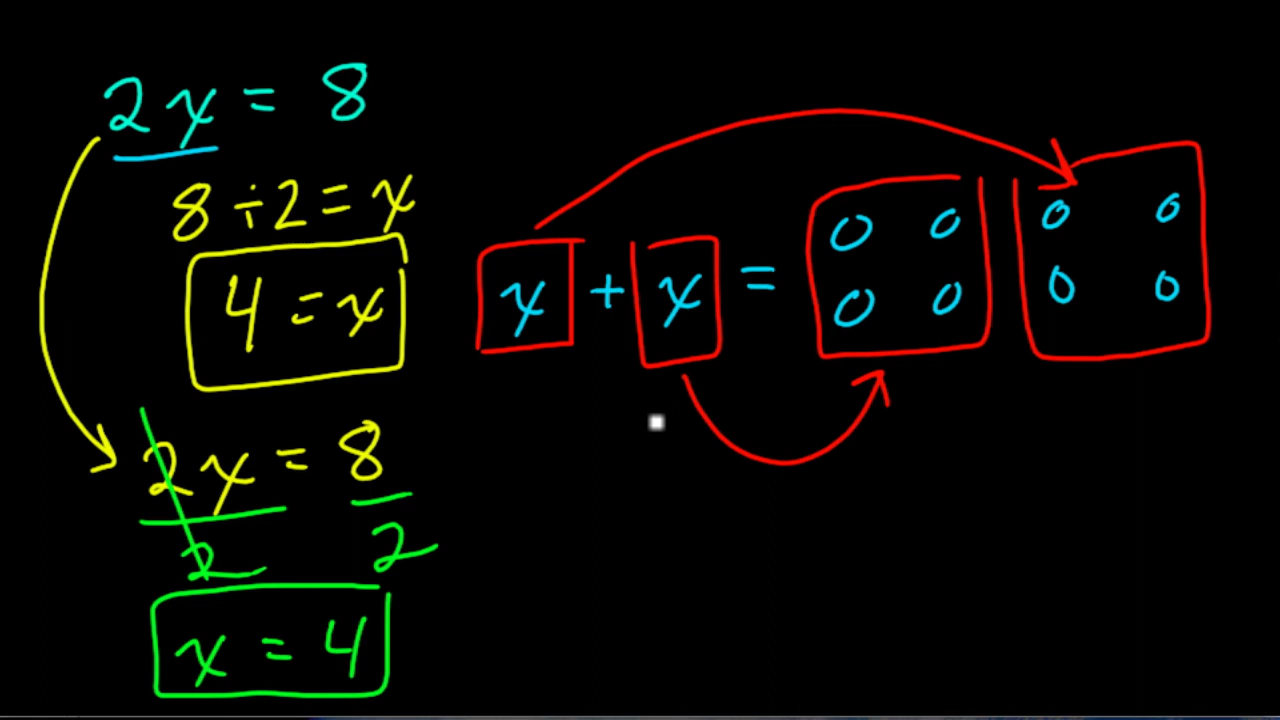 2x = 8
8 ÷ 2 = x
4 = x
x + x = 0 0 0 0
0 0 0 0
2x = 8
2 2
x = 4